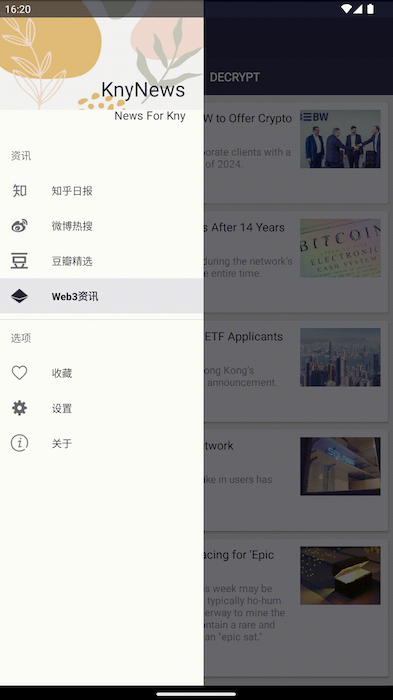 16:20
KnyNews
News For Kny
资讯
知 知乎日报
微博热搜
豆 豆瓣精选
Web3资讯
选项
收藏
设置
关于
DECRYPT
W to Offer Crypto
orate clients with a
of 2024.
BW
s After 14 Years
during the network's
e entire time.
BITCOIN
ELECTRONIC
CASH SYSTEM
ETF Applicants
ong Kong's
announcement.
etwork
ake in users has
acing for 'Epic
is week may be
typically ho-hum
erway to mine the
ontain a rare and
an "epic sat."